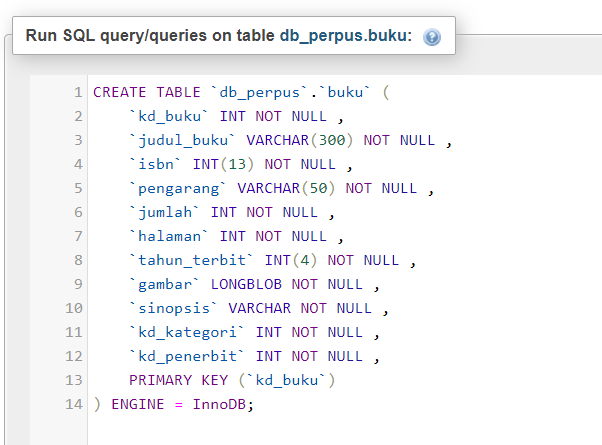 Run SQL query/queries on table db_perpus.buku:
1 CREATE TABLE `db_perpus`.`buku` (
2 `kd_buku` INT NOT NULL ,
3 `judul_buku` VARCHAR(300) NOT NULL ,
4 `isbn` INT(13) NOT NULL ,
5 `pengarang` VARCHAR(50) NOT NULL ,
6 `jumlah` INT NOT NULL ,
7 `halaman` INT NOT NULL ,
8 `tahun_terbit` INT(4) NOT NULL ,
9 `gambar` LONGBLOB NOT NULL ,
10 `sinopsis` VARCHAR NOT NULL ,
11 `kd_kategori` INT NOT NULL ,
12 `kd_penerbit` INT NOT NULL ,
13 PRIMARY KEY (`kd_buku`)
14 ) ENGINE = InnoDB;